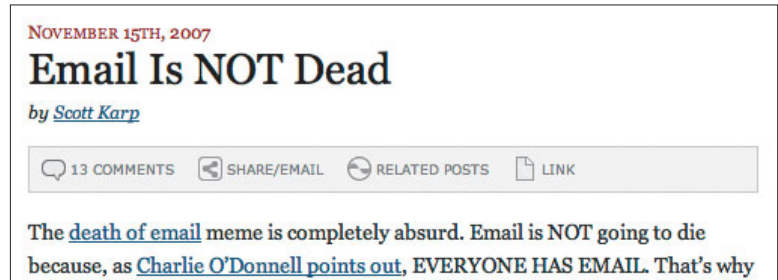 NOVEMBER 15TH, 2007
Email Is NOT Dead
by Scott Karp
13 COMMENTS SHARE/EMAIL RELATED POSTS LINK
The death of email meme is completely absurd. Email is NOT going to die
because, as Charlie O'Donnell points out, EVERYONE HAS EMAIL. That's why